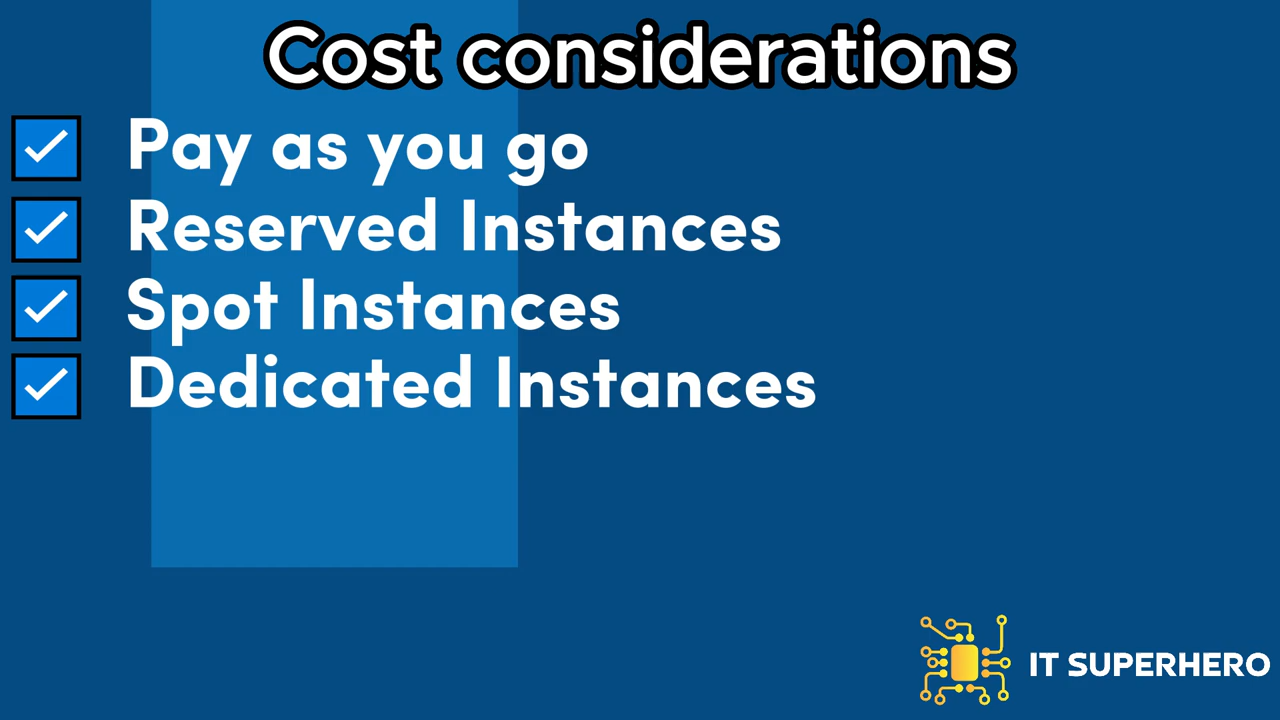 Cost considerations
Pay as you go
Reserved Instances
Spot Instances
Dedicated Instances
IT SUPERHERO